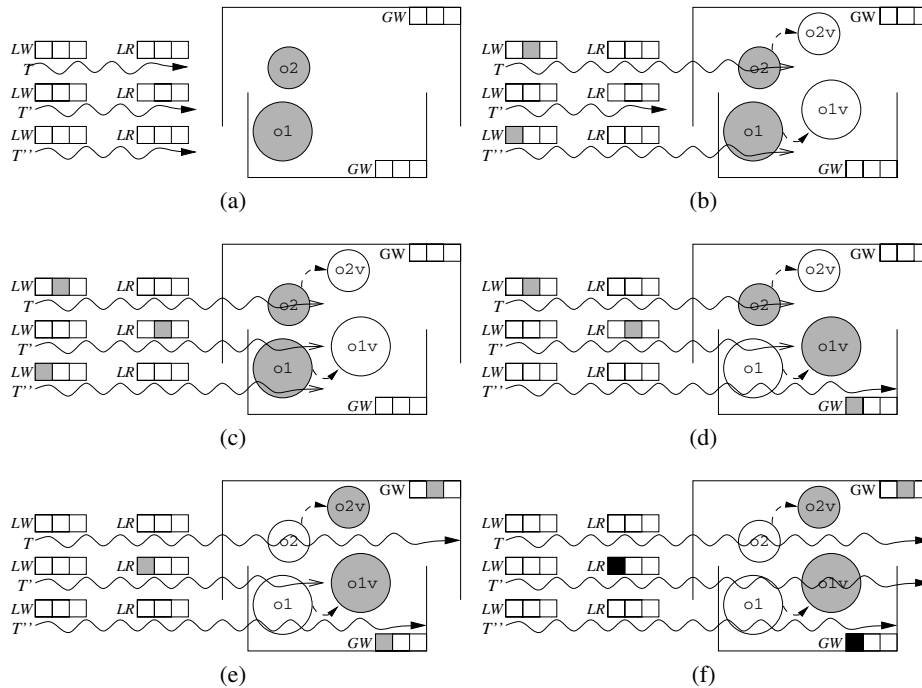 GW
LW LR
T
o2
LW LR
T'
o1
LW LR
T''
GW
(a)
GW
LW LR
o2v
T
o2
LW LR
o1v
T'
o1
LW LR
T''
GW
(b)
GW
o2v
LW LR
T
o2
LW LR
o1v
T'
o1
LW LR
T''
GW
(c)
GW
o2v
LW LR
T
o2
LW LR
o1v
T'
o1
LW LR
T''
GW
(d)
GW
o2v
LW LR
T
o2
LW LR
o1v
T'
o1
LW LR
T''
GW
(e)
GW
o2v
LW LR
T
o2
LW LR
o1v
T'
o1
LW LR
T''
GW
(f)